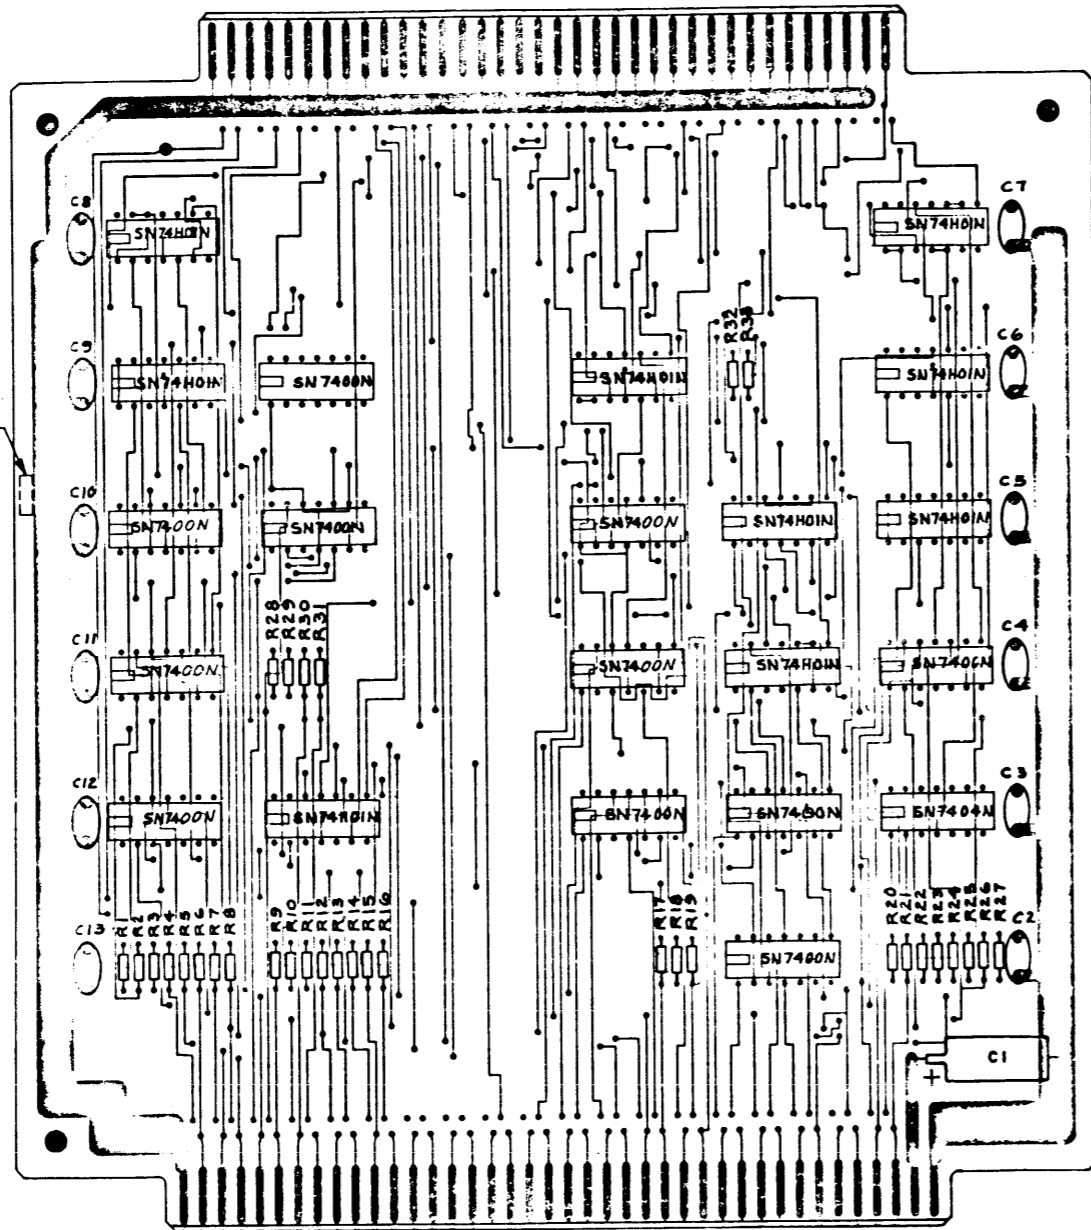 C8
SN74H01N
SN74H01N
C7
C9
SN74H01N
SN7400N
SN74H01N
R32
R33
SN74H01N
C6
C10
SN7400N
SN7400N
SN7400N
SN74H01N
SN74H01N
C5
C11
SN7400N
R28
R29
R30
R31
SN7400N
SN74H01N
C4
C12
SN7400N
SN74H01N
SN7400N
SN7400N
SN7404N
C3
C13
R1
R2
R3
R4
R5
R6
R7
R8
R9
R10
R11
R12
R13
R14
R15
R16
R17
R18
R19
SN7400N
R20
R21
R22
R23
R24
R25
R26
R27
C2
C1
+
-